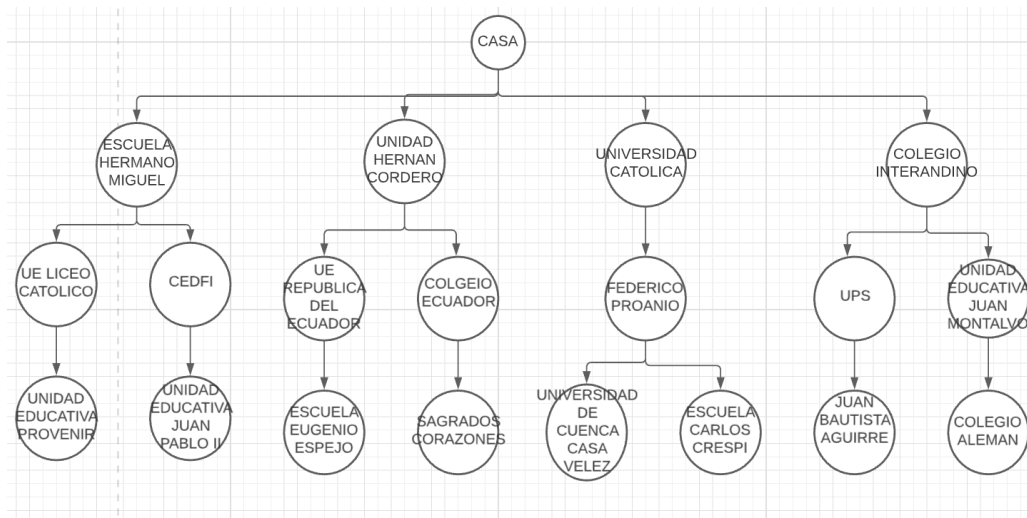 CASA
ESCUELA
HERMANO
MIGUEL
UNIDAD
HERNAN
CORDERO
UNIVERSIDAD
CATOLICA
COLEGIO
INTERANDINO
UE LICEO
CATOLICO
CEDFI
UE
REPUBLICA
DEL
ECUADOR
COLGEIO
ECUADOR
FEDERICO
PROANIO
UPS
UNIDAD
EDUCATIVA
JUAN
MONTALVO
UNIDAD
EDUCATIVA
PROVENIR
UNIDAD
EDUCATIVA
JUAN
PABLO II
ESCUELA
EUGENIO
ESPEJO
SAGRADOS
CORAZONES
UNIVERSIDAD
DE
CUENCA
CASA
VELEZ
ESCUELA
CARLOS
CRESPI
JUAN
BAUTISTA
AGUIRRE
COLEGIO
ALEMAN